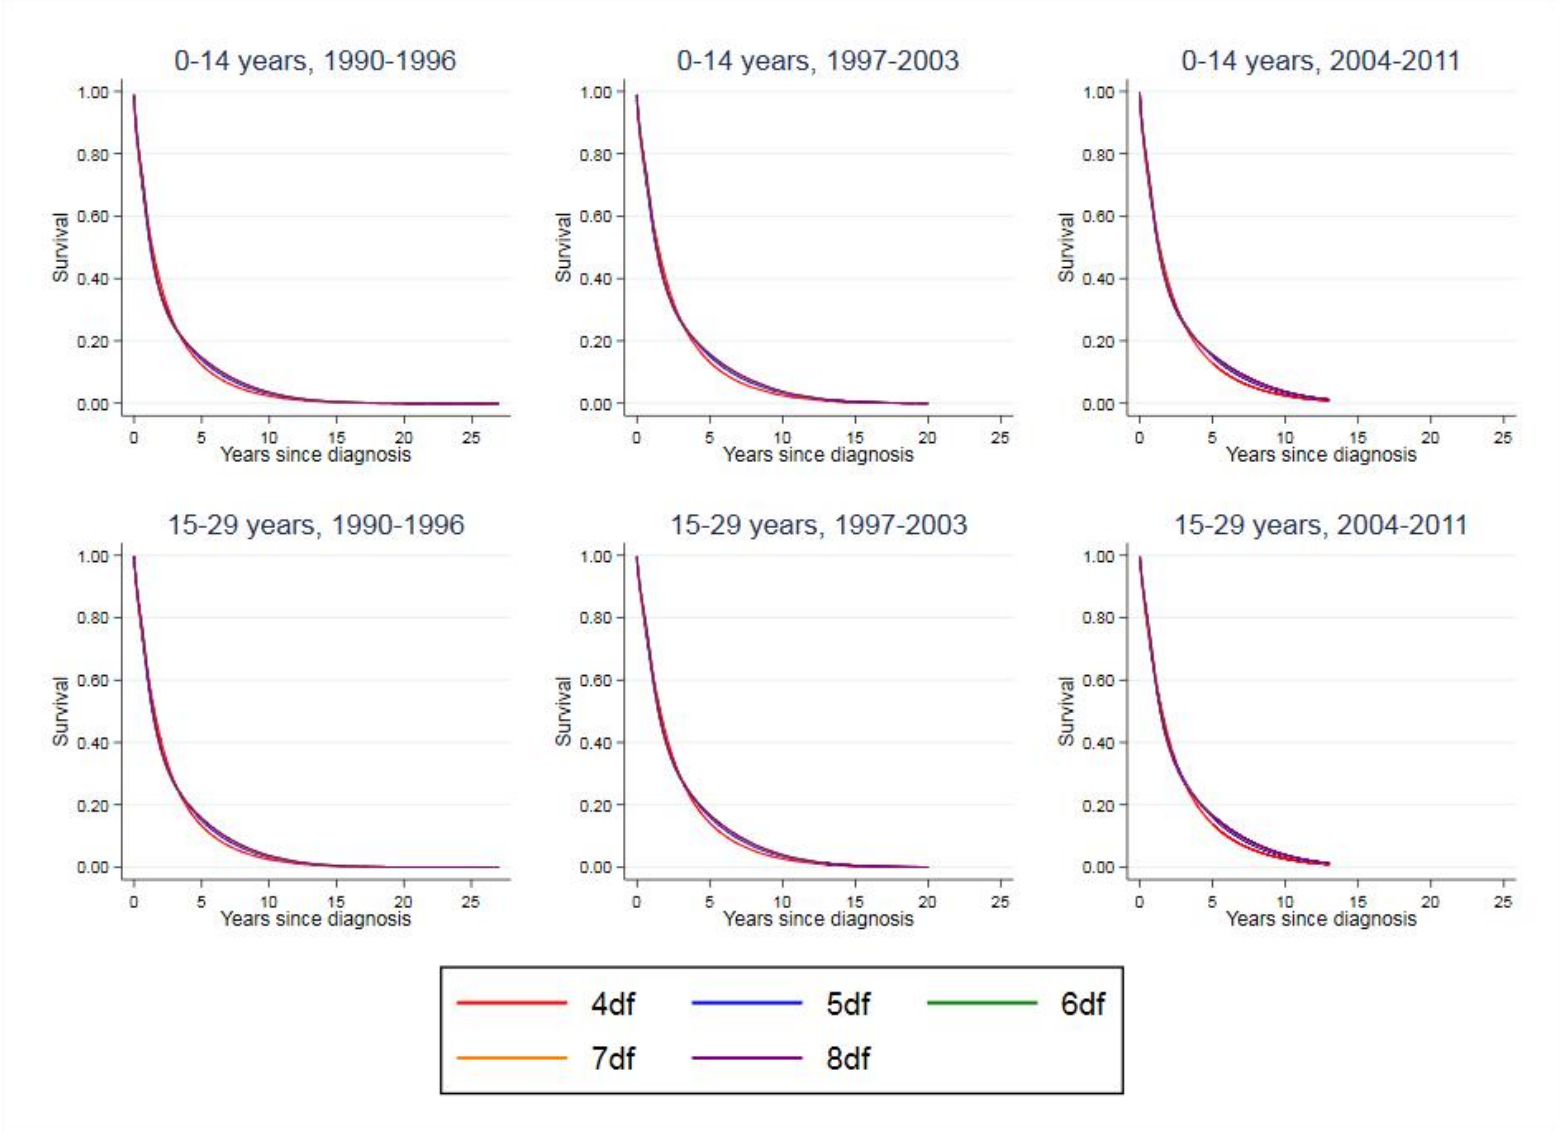 0-14 years, 1990-1996
1.00
0.80
0.60
0.40
0.20
0.00
Survival
0 5 10 15 20 25
Years since diagnosis
0-14 years, 1997-2003
1.00
0.80
0.60
0.40
0.20
0.00
Survival
0 5 10 15 20 25
Years since diagnosis
0-14 years, 2004-2011
1.00
0.80
0.60
0.40
0.20
0.00
Survival
0 5 10 15 20 25
Years since diagnosis
15-29 years, 1990-1996
1.00
0.80
0.60
0.40
0.20
0.00
Survival
0 5 10 15 20 25
Years since diagnosis
15-29 years, 1997-2003
1.00
0.80
0.60
0.40
0.20
0.00
Survival
0 5 10 15 20 25
Years since diagnosis
15-29 years, 2004-2011
1.00
0.80
0.60
0.40
0.20
0.00
Survival
0 5 10 15 20 25
Years since diagnosis
4df 5df 6df
7df 8df